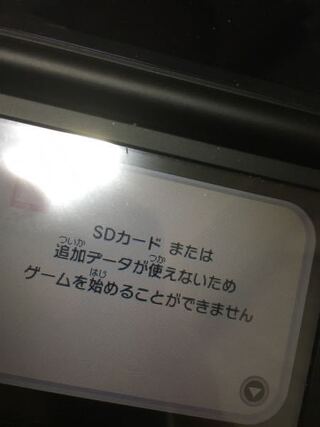 SDカード または
追加データが使えないため
ゲームを始めることができません